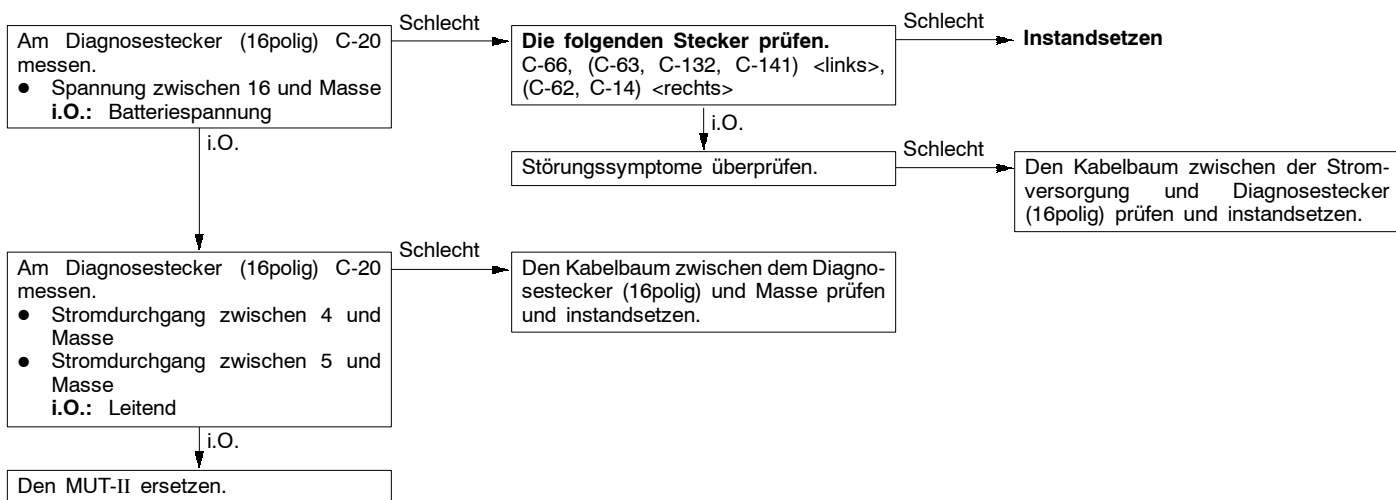 Am Diagnosestecker (16polig) C-20
messen.
● Spannung zwischen 16 und Masse
i.O.: Batteriespannung
Schlecht
Die folgenden Stecker prüfen.
C-66, (C-63, C-132, C-141) <links>,
(C-62, C-14) <rechts>
Schlecht
Instandsetzen
i.O.
i.O.
Störungssymptome überprüfen.
Schlecht
Den Kabelbaum zwischen der Strom-
versorgung und Diagnosestecker
(16polig) prüfen und instandsetzen.
Am Diagnosestecker (16polig) C-20
messen.
● Stromdurchgang zwischen 4 und
Masse
● Stromdurchgang zwischen 5 und
Masse
i.O.: Leitend
Schlecht
Den Kabelbaum zwischen dem Diagno-
sestecker (16polig) und Masse prüfen
und instandsetzen.
i.O.
Den MUT-II ersetzen.